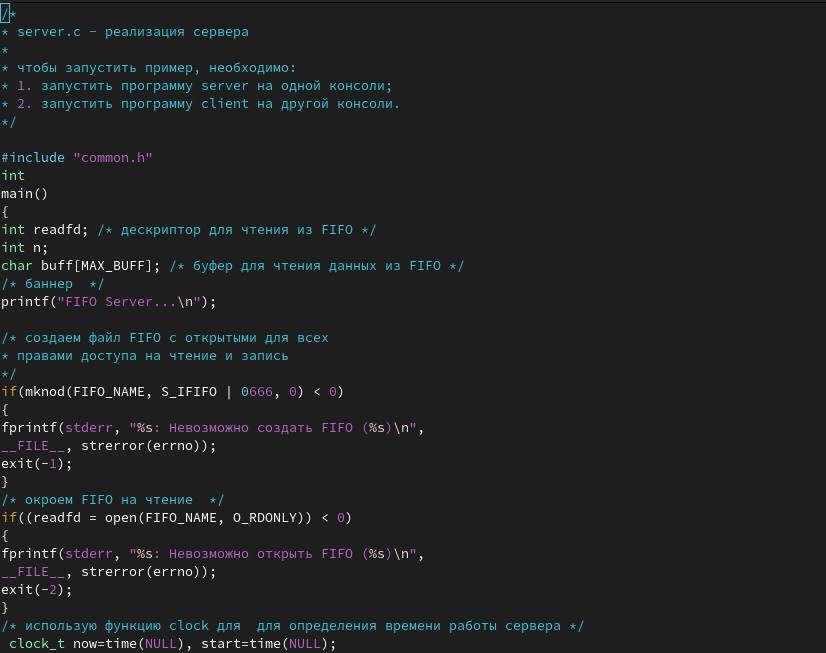 /*
* server.c - реализация сервера
*
* чтобы запустить пример, необходимо:
* 1. запустить программу server на одной консоли;
* 2. запустить программу client на другой консоли.
*/
#include "common.h"
int
main()
{
int readfd; /* дескриптор для чтения из FIFO */
int n;
char buff[MAX_BUFF]; /* буфер для чтения данных из FIFO */
/* баннер  */
printf("FIFO Server...\n");
/* создаем файл FIFO с открытыми для всех
* правами доступа на чтение и запись
*/
if(mknod(FIFO_NAME, S_IFIFO | 0666, 0) < 0)
{
fprintf(stderr, "%s: Невозможно создать FIFO (%s)\n",
__FILE__, strerror(errno));
exit(-1);
}
/* окроем FIFO на чтение  */
if((readfd = open(FIFO_NAME, O_RDONLY)) < 0)
{
fprintf(stderr, "%s: Невозможно открыть FIFO (%s)\n",
__FILE__, strerror(errno));
exit(-2);
}
/* использую функцию clock для  для определения времени работы сервера */
clock_t now=time(NULL), start=time(NULL);